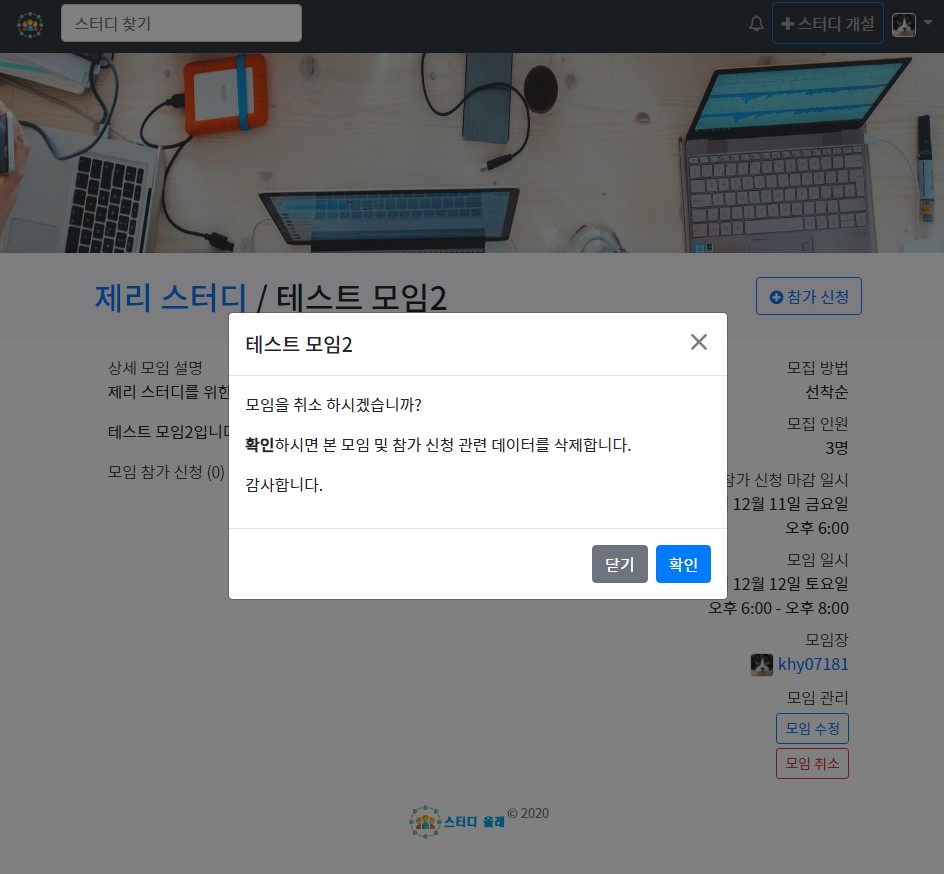 스터디 찾기
스터디 개설
제리 스터디 / 테스트 모임2
참가 신청
테스트 모임2
모임을 취소 하시겠습니까?
확인하시면 본 모임 및 참가 신청 관련 데이터를 삭제합니다.
감사합니다.
닫기
확인
상세 모임 설명
제리 스터디를 위한
테스트 모임2입니다
모임 참가 신청 (0)
모집 방법
선착순
모집 인원
3명
참가 신청 마감 일시
12월 11일 금요일
오후 6:00
모임 일시
12월 12일 토요일
오후 6:00 - 오후 8:00
모임장
khy07181
모임 관리
모임 수정
모임 취소
스터디 올래 © 2020